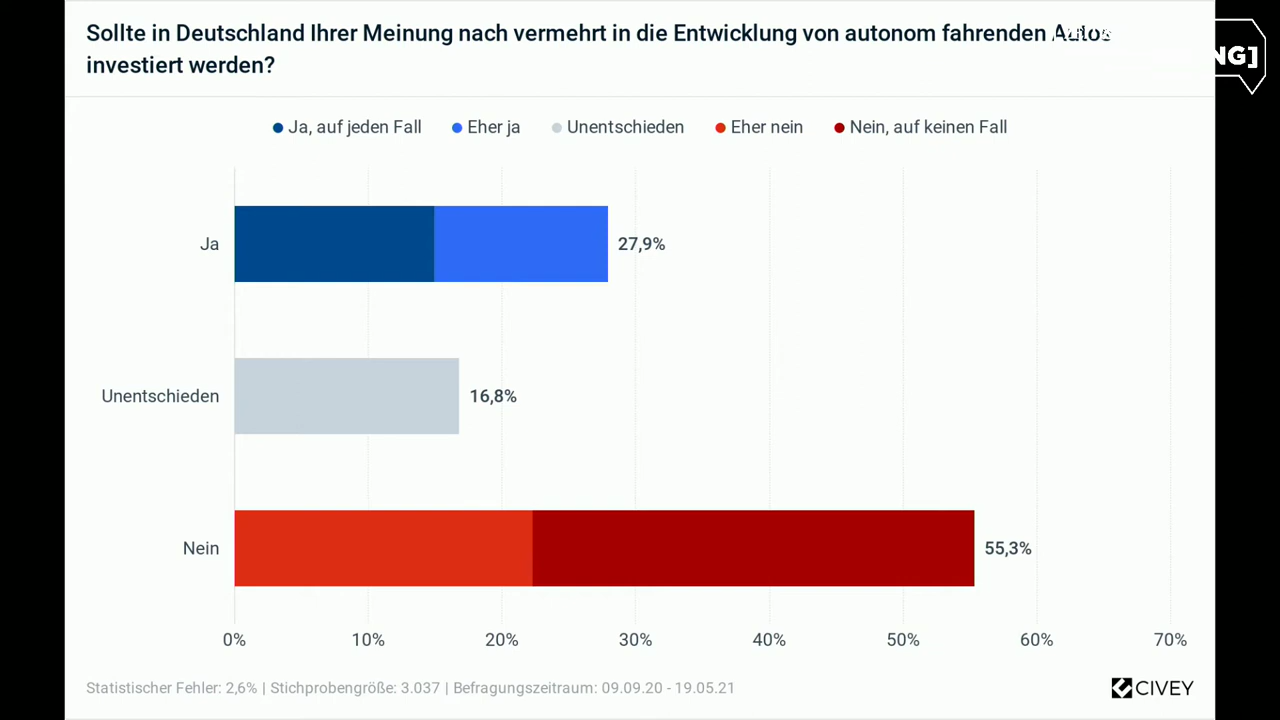 Sollte in Deutschland Ihrer Meinung nach vermehrt in die Entwicklung von autonom fahrenden Autos
investiert werden?
NG]
Ja, auf jeden Fall Eher ja Unentschieden Eher nein Nein, auf keinen Fall
Ja 27,9%
Unentschieden 16,8%
Nein 55,3%
0% 10% 20% 30% 40% 50% 60% 70%
Statistischer Fehler: 2,6% | Stichprobengröße: 3.037 | Befragungszeitraum: 09.09.20 - 19.05.21
CIVEY